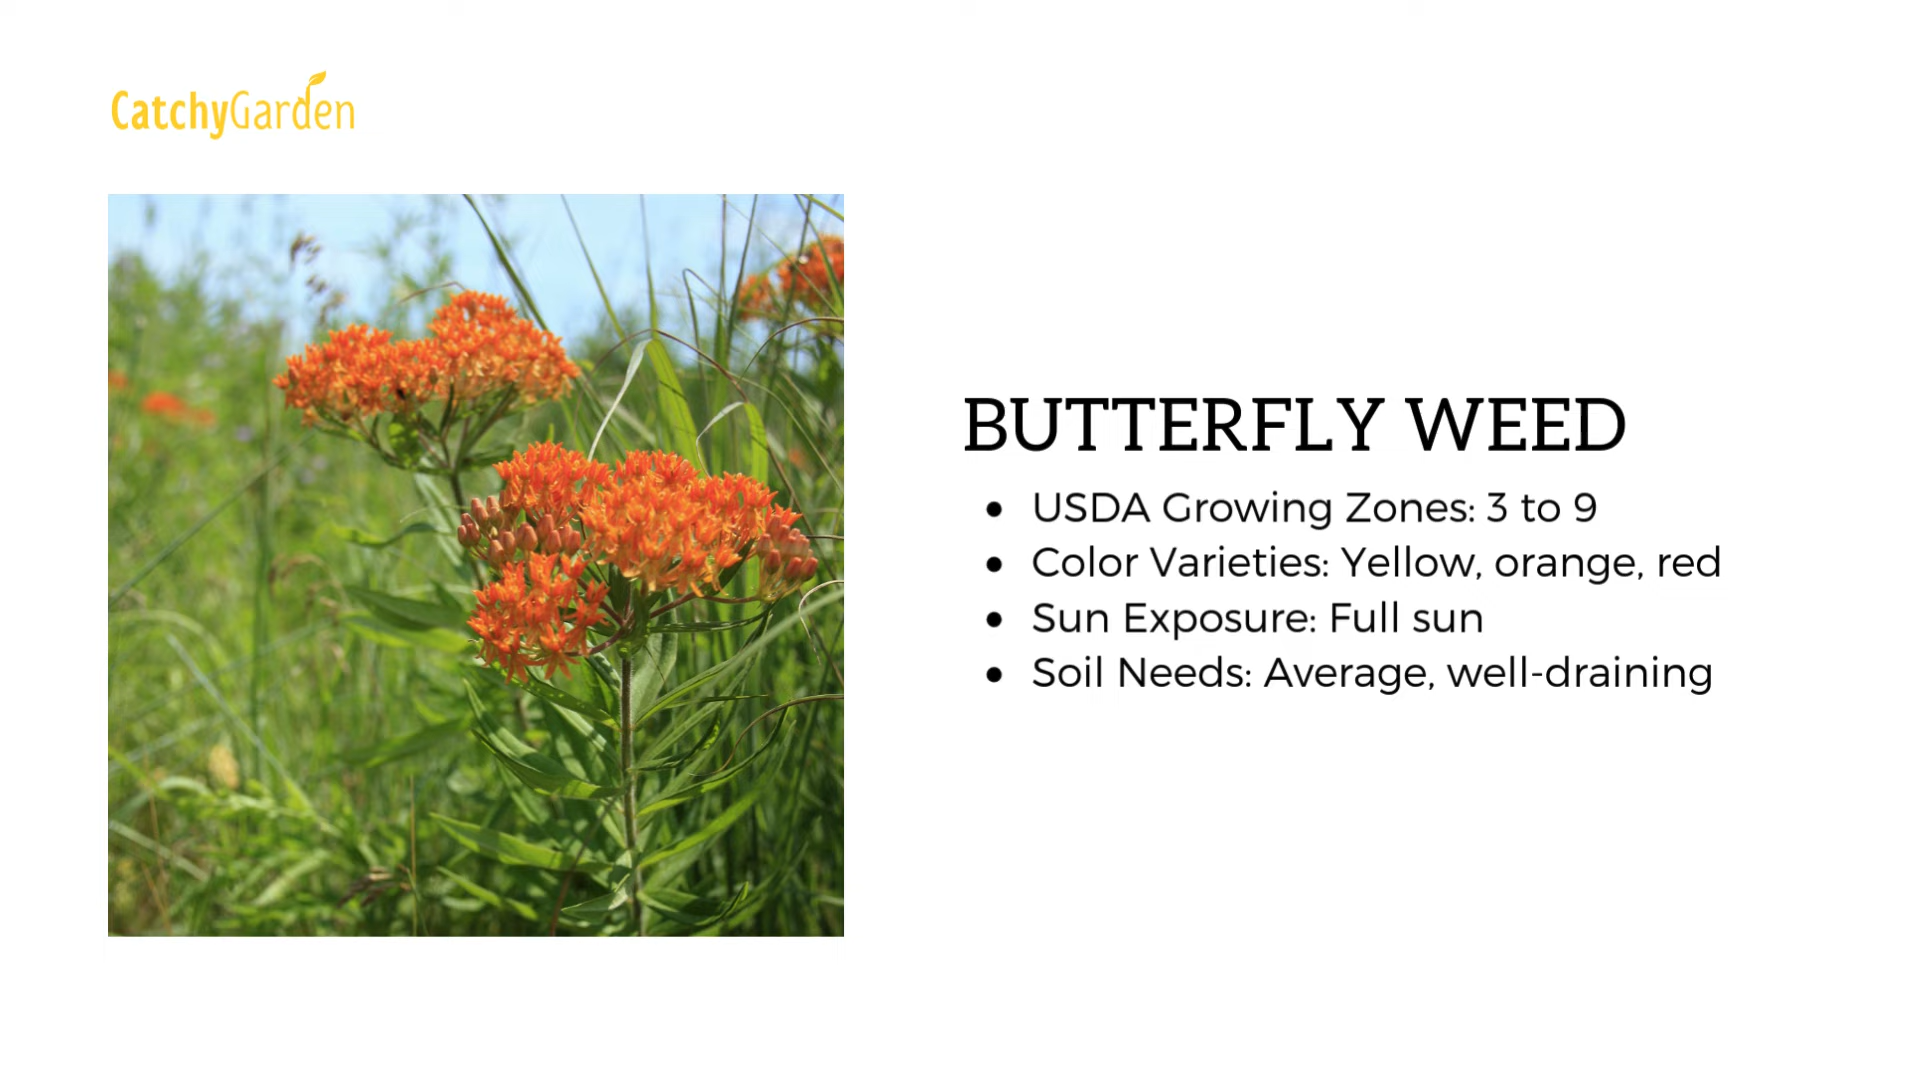 CatchyGarden
BUTTERFLY WEED
• USDA Growing Zones: 3 to 9
• Color Varieties: Yellow, orange, red
• Sun Exposure: Full sun
• Soil Needs: Average, well-draining